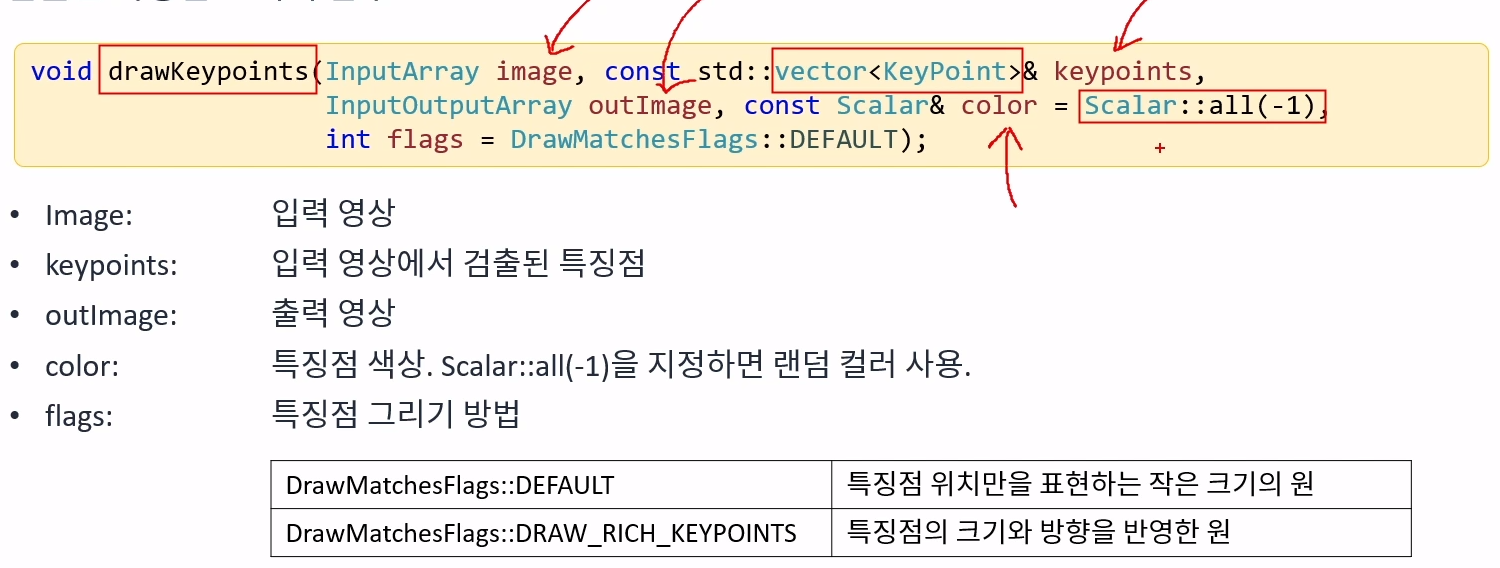 void drawKeypoints(InputArray image, const std::vector<KeyPoint>& keypoints,
InputOutputArray outImage, const Scalar& color = Scalar::all(-1),
int flags = DrawMatchesFlags::DEFAULT);
• Image: 입력 영상
• keypoints: 입력 영상에서 검출된 특징점
• outImage: 출력 영상
• color: 특징점 색상. Scalar::all(-1)을 지정하면 랜덤 컬러 사용.
• flags: 특징점 그리기 방법
DrawMatchesFlags::DEFAULT 특징점 위치만을 표현하는 작은 크기의 원
DrawMatchesFlags::DRAW_RICH_KEYPOINTS 특징점의 크기와 방향을 반영한 원